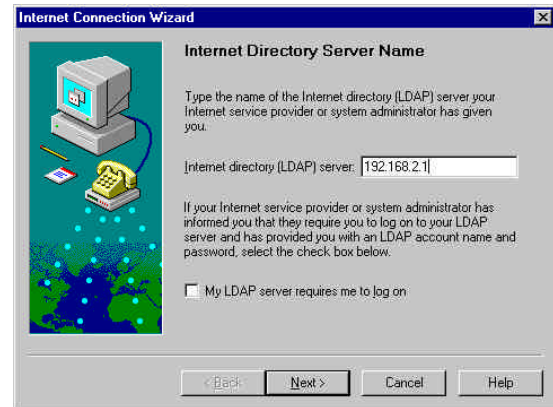 Internet Connection Wizard
Internet Directory Server Name
Type the name of the Internet directory (LDAP) server your
Internet service provider or system administrator has given
you.
Internet directory (LDAP) server: 192.168.2.1
If your Internet service provider or system administrator has
informed you that they require you to log on to your LDAP
server and has provided you with an LDAP account name and
password, select the check box below.
My LDAP server requires me to log on
< Back Next > Cancel Help